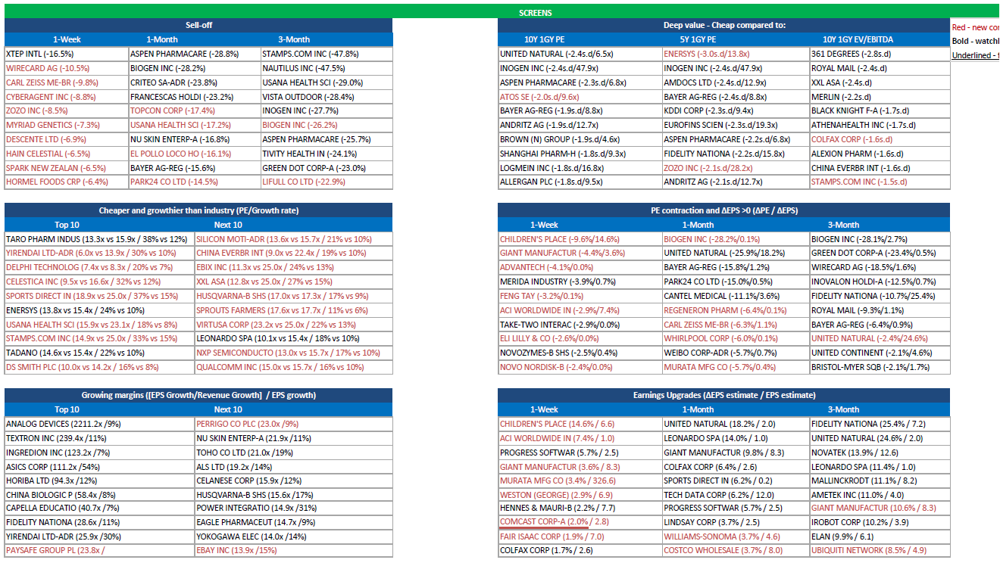 SCREENS
Sell-off
1-Week 1-Month 3-Month
XTEP INTL (-16.5%) ASPEN PHARMACARE (-28.8%) STAMPS.COM INC (-47.8%)
WIRECARD AG (-10.5%) BIOGEN INC (-28.2%) NAUTILUS INC (-47.5%)
CARL ZEISS ME-BR (-9.8%) CRITEO SA-ADR (-23.8%) USANA HEALTH SCI (-29.0%)
CYBERAGENT INC (-8.8%) FRANCESCAS HOLDI (-23.2%) VISTA OUTDOOR (-28.4%)
ZOZO INC (-8.5%) TOPCON CORP (-17.4%) INOGEN INC (-27.7%)
MYRIAD GENETICS (-7.3%) USANA HEALTH SCI (-17.2%) BIOGEN INC (-26.2%)
DESCENTE LTD (-6.9%) NU SKIN ENTERP-A (-16.8%) ASPEN PHARMACARE (-25.7%)
HAIN CELESTIAL (-6.5%) EL POLLO LOCO HO (-16.1%) TIVITY HEALTH IN (-24.1%)
SPARK NEW ZEALAN (-6.5%) BAYER AG-REG (-15.6%) GREEN DOT CORP-A (-23.0%)
HORMEL FOODS CRP (-6.4%) PARK24 CO LTD (-14.5%) LIFULL CO LTD (-22.9%)
Deep value - Cheap compared to:
10Y 1GY PE 5Y 1GY PE 10Y 1GY EV/EBITDA
UNITED NATURAL (-2.4s.d/6.5x) ENERSYS (-3.0s.d/13.8x) 361 DEGREES (-2.8s.d)
INOGEN INC (-2.4s.d/47.9x) INOGEN INC (-2.4s.d/47.9x) ROYAL MAIL (-2.4s.d)
ASPEN PHARMACARE (-2.3s.d/6.8x) AMDOCS LTD (-2.4s.d/12.9x) XXL ASA (-2.4s.d)
ATOS SE (-2.0s.d/9.6x) BAYER AG-REG (-2.4s.d/8.8x) MERLIN (-2.2s.d)
BAYER AG-REG (-1.9s.d/8.8x) KDDI CORP (-2.3s.d/9.4x) BLACK KNIGHT F-A (-1.7s.d)
ANDRITZ AG (-1.9s.d/12.7x) EUROFINS SCIEN (-2.3s.d/19.3x) ATHENAHEALTH INC (-1.7s.d)
BROWN (N) GROUP (-1.9s.d/4.6x) ASPEN PHARMACARE (-2.2s.d/6.8x) COLFAX CORP (-1.6s.d)
SHANGHAI PHARM-H (-1.8s.d/9.3x) FIDELITY NATIONA (-2.2s.d/15.8x) ALEXION PHARM (-1.6s.d)
LOGMEIN INC (-1.8s.d/16.8x) ZOZO INC (-2.1s.d/28.2x) CHINA EVERBR INT (-1.6s.d)
ALLERGAN PLC (-1.8s.d/9.5x) ANDRITZ AG (-2.1s.d/12.7x) STAMPS.COM INC (-1.5s.d)
Red - new con
Bold - watchl
Underlined - f
Cheaper and growthier than industry (PE/Growth rate)
Top 10 Next 10
TARO PHARM INDUS (13.3x vs 15.9x / 38% vs 12%) SILICON MOTI-ADR (13.6x vs 15.7x / 21% vs 10%)
YIRENDAI LTD-ADR (6.0x vs 13.9x / 30% vs 10%) CHINA EVERBR INT (9.0x vs 22.4x / 19% vs 10%)
DELPHI TECHNOLOG (7.4x vs 8.3x / 20% vs 7%) EBIX INC (11.3x vs 25.0x / 24% vs 13%)
CELESTICA INC (9.5x vs 16.6x / 32% vs 12%) XXL ASA (12.8x vs 25.0x / 27% vs 15%)
SPORTS DIRECT IN (18.9x vs 25.0x / 37% vs 15%) HUSQVARNA-B SHS (17.0x vs 17.3x / 17% vs 9%)
ENERSYS (13.8x vs 15.4x / 24% vs 10%) SPROUTS FARMERS (17.6x vs 17.7x / 11% vs 6%)
USANA HEALTH SCI (15.9x vs 23.1x / 18% vs 8%) VIRTUSA CORP (23.2x vs 25.0x / 22% vs 13%)
STAMPS.COM INC (14.9x vs 25.0x / 33% vs 15%) LEONARDO SPA (10.1x vs 15.4x / 18% vs 10%)
TADANO (14.6x vs 15.4x / 22% vs 10%) NXP SEMICONDUCTO (13.0x vs 15.7x / 17% vs 10%)
DS SMITH PLC (10.0x vs 14.2x / 16% vs 8%) QUALCOMM INC (15.0x vs 15.7x / 16% vs 10%)
PE contraction and ΔEPS >0 (ΔPE / ΔEPS)
1-Week 1-Month 3-Month
CHILDREN'S PLACE (-9.6%/14.6%) BIOGEN INC (-28.2%/0.1%) BIOGEN INC (-28.1%/2.7%)
GIANT MANUFACTUR (-4.4%/3.6%) UNITED NATURAL (-25.9%/18.2%) GREEN DOT CORP-A (-23.4%/0.5%)
ADVANTECH (-4.1%/0.0%) BAYER AG-REG (-15.8%/1.2%) WIRECARD AG (-18.5%/1.6%)
MERIDA INDUSTRY (-3.9%/0.7%) PARK24 CO LTD (-15.0%/0.5%) INOVALON HOLDI-A (-12.5%/0.7%)
FENG TAY (-3.2%/0.1%) CANTEL MEDICAL (-11.1%/3.6%) FIDELITY NATIONA (-10.7%/25.4%)
ACI WORLDWIDE IN (-2.9%/7.4%) REGENERON PHARM (-6.4%/0.1%) ROYAL MAIL (-9.3%/1.1%)
TAKE-TWO INTERAC (-2.9%/0.0%) CARL ZEISS ME-BR (-6.3%/1.1%) BAYER AG-REG (-6.4%/0.9%)
ELI LILLY & CO (-2.6%/0.0%) WHIRLPOOL CORP (-6.0%/0.1%) UNITED NATURAL (-2.4%/24.6%)
NOVOZYMES-B SHS (-2.5%/0.4%) WEIBO CORP-ADR (-5.7%/0.7%) UNITED CONTINENT (-2.1%/4.6%)
NOVO NORDISK-B (-2.4%/0.0%) MURATA MFG CO (-5.7%/0.4%) BRISTOL-MYER SQB (-2.1%/1.7%)
Growing margins ([EPS Growth/Revenue Growth] / EPS growth)
Top 10 Next 10
ANALOG DEVICES (2211.2x /9%) PERRIGO CO PLC (23.0x /9%)
TEXTRON INC (239.4x /11%) NU SKIN ENTERP-A (21.9x /11%)
INGREDION INC (123.2x /7%) TOHO CO LTD (21.0x /19%)
ASICS CORP (111.2x /54%) ALS LTD (19.2x /14%)
HORIBA LTD (94.3x /12%) CELANESE CORP (15.9x /12%)
CHINA BIOLOGIC P (58.4x /8%) HUSQVARNA-B SHS (15.6x /17%)
CAPELLA EDUCATIO (40.7x /7%) POWER INTEGRATIO (14.9x /31%)
FIDELITY NATIONA (28.6x /11%) EAGLE PHARMACEUT (14.7x /9%)
YIRENDAI LTD-ADR (25.9x /30%) YOKOGAWA ELEC (14.0x /14%)
PAYSAFE GROUP PL (23.8x / EBAY INC (13.9x /15%)
Earnings Upgrades (ΔEPS estimate / EPS estimate)
1-Week 1-Month 3-Month
CHILDREN'S PLACE (14.6% / 6.6) UNITED NATURAL (18.2% / 2.0) FIDELITY NATIONA (25.4% / 7.2)
ACI WORLDWIDE IN (7.4% / 1.0) LEONARDO SPA (14.0% / 1.0) UNITED NATURAL (24.6% / 2.0)
PROGRESS SOFTWAR (5.7% / 2.5) GIANT MANUFACTUR (9.8% / 8.3) NOVATEK (13.9% / 12.6)
GIANT MANUFACTUR (3.6% / 8.3) COLFAX CORP (6.4% / 2.6) LEONARDO SPA (11.4% / 1.0)
MURATA MFG CO (3.4% / 326.6) SPORTS DIRECT IN (6.2% / 0.2) MALLINCKRODT (11.1% / 8.2)
WESTON (GEORGE) (2.9% / 6.9) TECH DATA CORP (6.2% / 12.0) AMETEK INC (11.0% / 4.0)
HENNES & MAURI-B (2.2% / 7.7) PROGRESS SOFTWAR (5.7% / 2.5) GIANT MANUFACTUR (10.6% / 8.3)
COMCAST CORP-A (2.0% / 2.8) LINDSAY CORP (3.7% / 2.5) IROBOT CORP (10.2% / 3.9)
FAIR ISAAC CORP (1.9% / 7.0) WILLIAMS-SONOMA (3.7% / 4.6) ELAN (9.9% / 6.1)
COLFAX CORP (1.7% / 2.6) COSTCO WHOLESALE (3.7% / 8.0) UBIQUITI NETWORK (8.5% / 4.9)